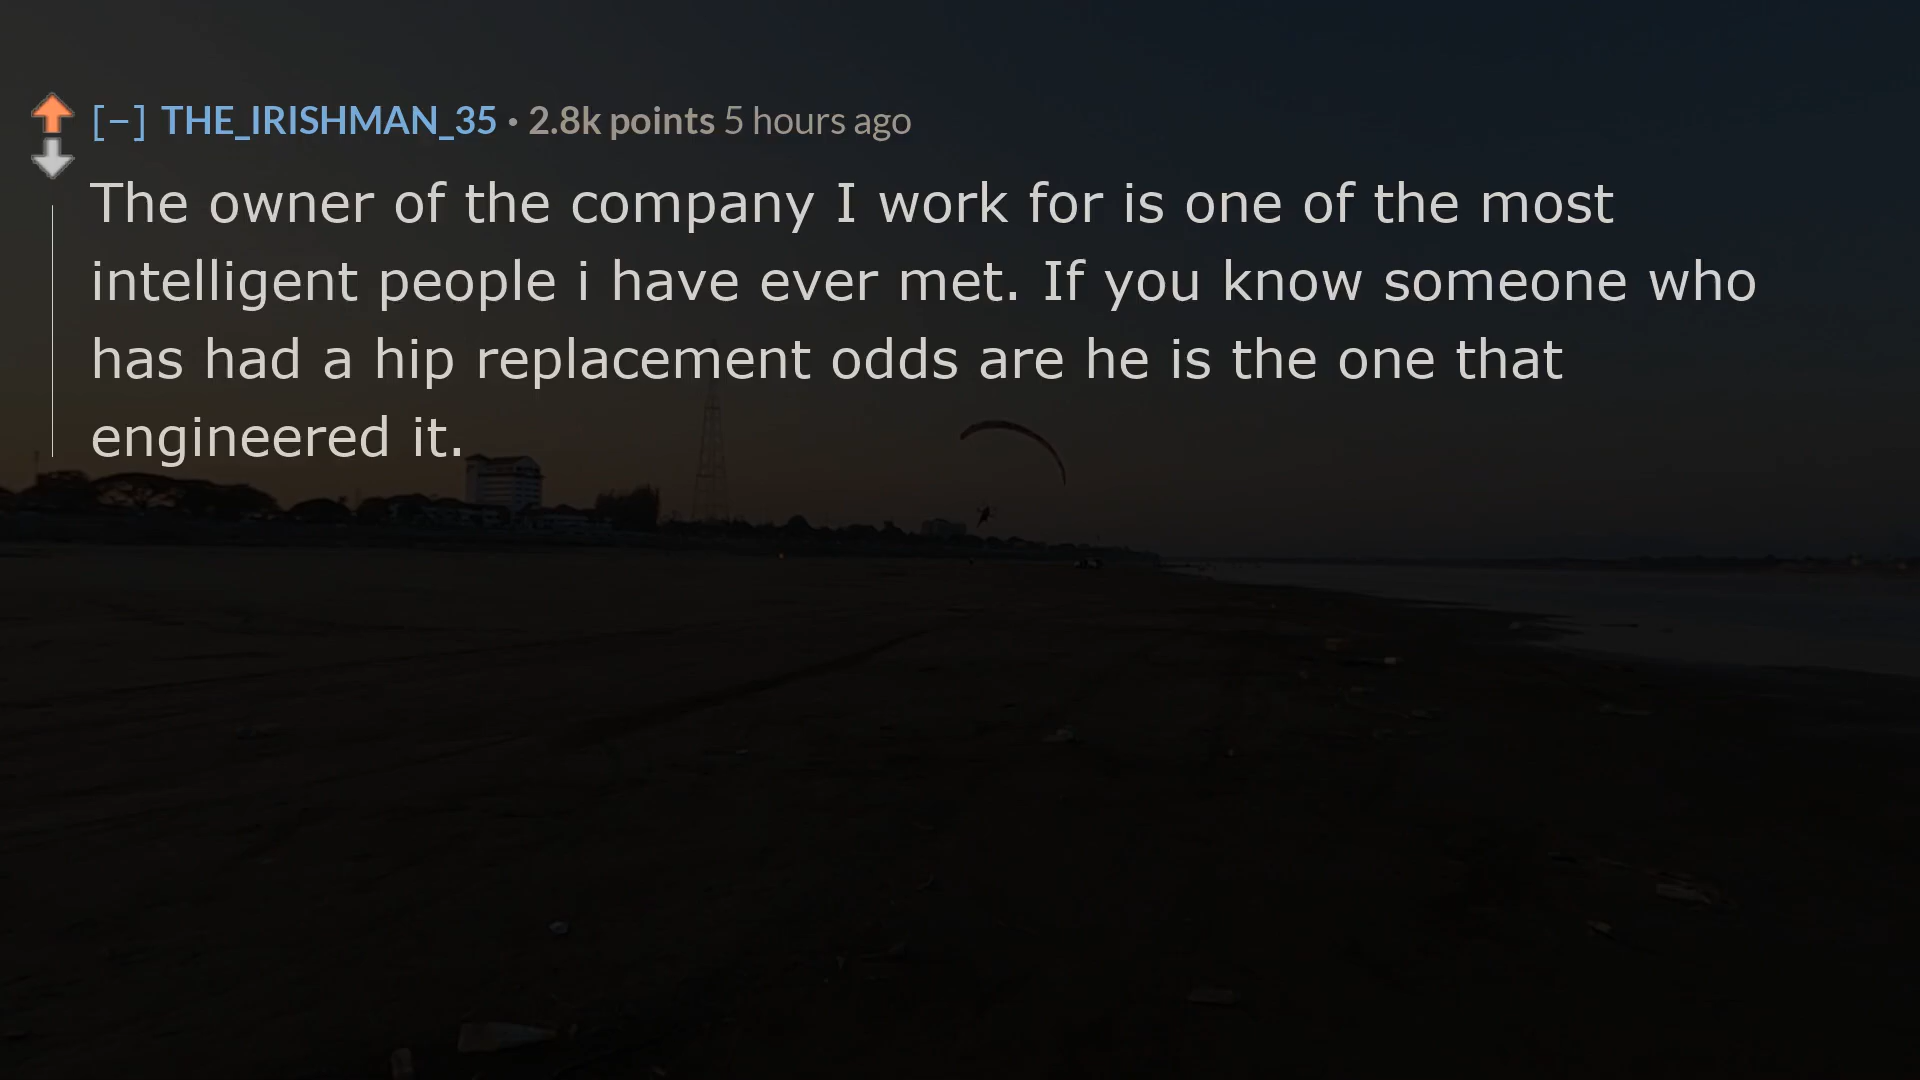 [–] THE_IRISHMAN_35 · 2.8k points 5 hours ago
The owner of the company I work for is one of the most
intelligent people i have ever met. If you know someone who
has had a hip replacement odds are he is the one that
engineered it.